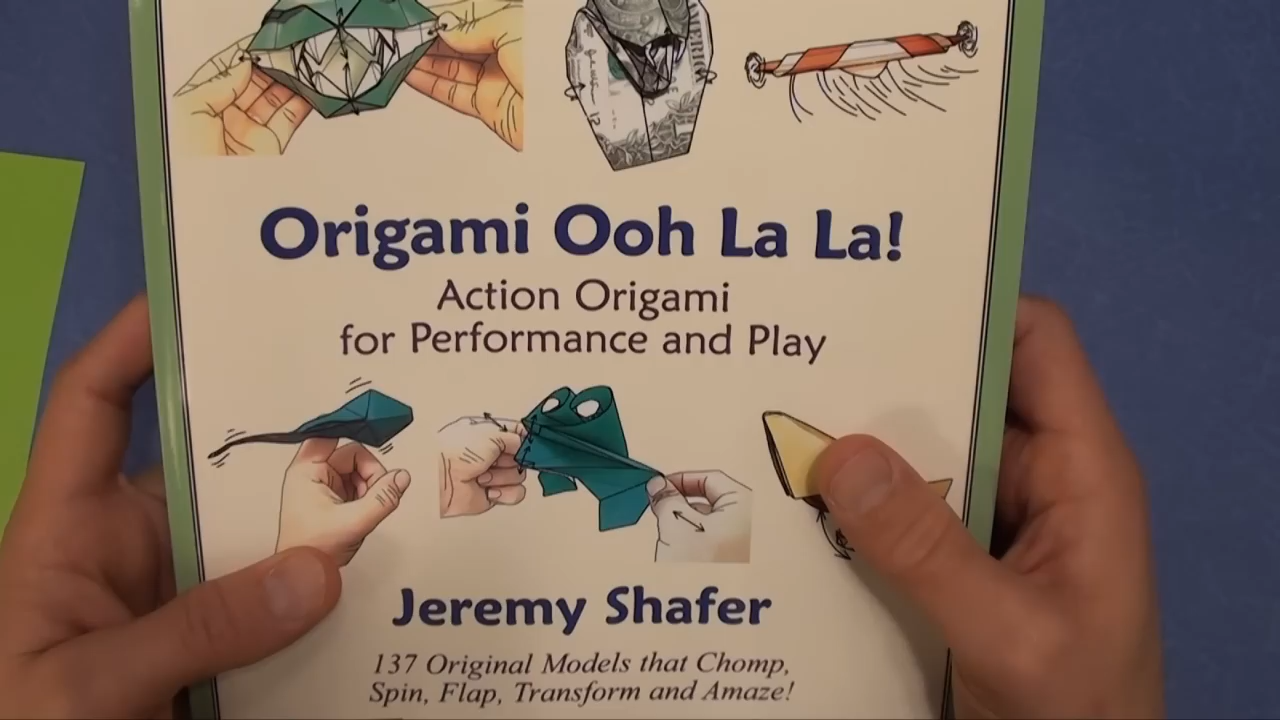 Origami Ooh La La!
Action Origami
for Performance and Play
Jeremy Shafer
137 Original Models that Chomp,
Spin, Flap, Transform and Amaze!